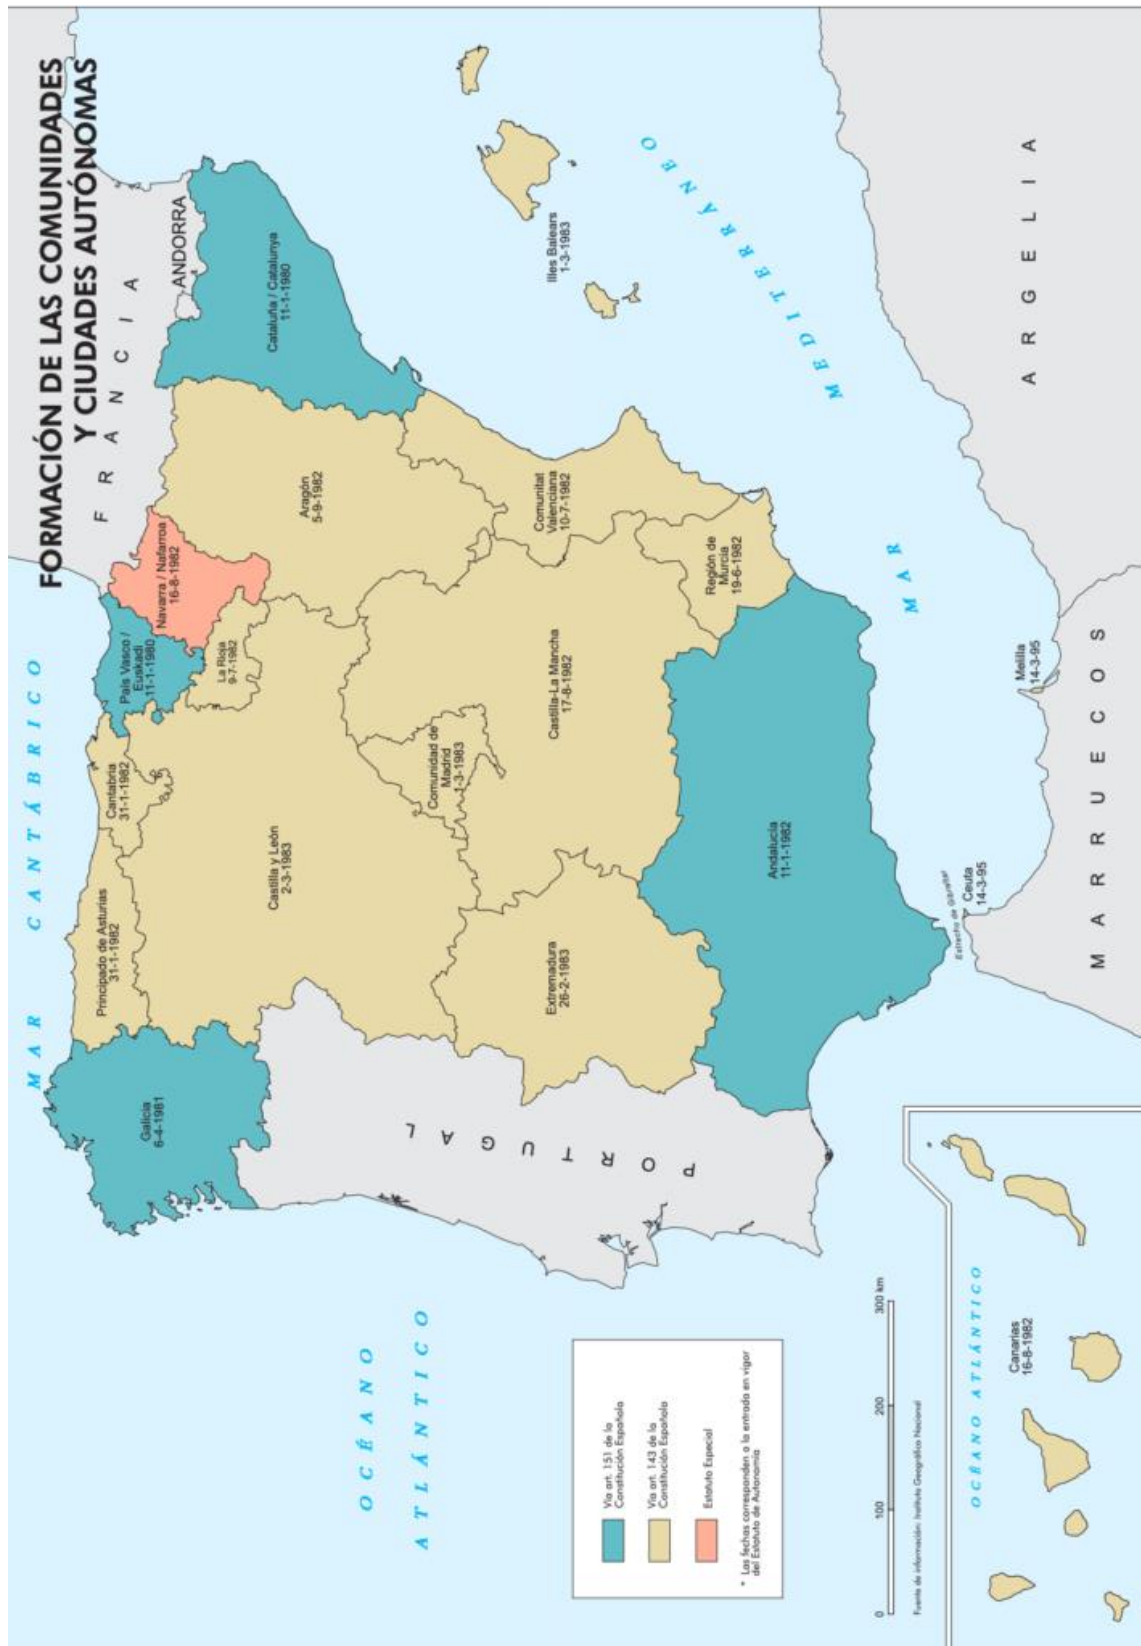 FORMACIÓN DE LAS COMUNIDADES
Y CIUDADES AUTÓNOMAS
MAR CANTÁBRICO
FRANCIA
ANDORRA
Galicia
6-4-1981
Principado de Asturias
31-1-1982
Cantabria
31-1-1982
País Vasco /
Euskadi
11-1-1980
Navarra / Nafarroa
16-8-1982
La Rioja
9-7-1982
Aragón
5-9-1982
Cataluña / Catalunya
11-1-1980
Castilla y León
2-3-1983
Comunidad de
Madrid
1-3-1983
Castilla-La Mancha
17-8-1982
Comunitat
Valenciana
10-7-1982
Illes Balears
1-3-1983
Extremadura
26-2-1983
Región de
Murcia
19-6-1982
Andalucía
11-1-1982
PORTUGAL
OCÉANO
ATLÁNTICO
MAR MEDITERRÁNEO
Estrecho de Gibraltar
Ceuta
14-3-95
Melilla
14-3-95
MARRUECOS
ARGELIA
Vía art. 151 de la
Constitución Española
Vía art. 143 de la
Constitución Española
Estatuto Especial
* Las fechas corresponden a la entrada en vigor
del Estatuto de Autonomía
0 100 200 300 km
Fuente de información: Instituto Geográfico Nacional
OCÉANO ATLÁNTICO
Canarias
16-8-1982